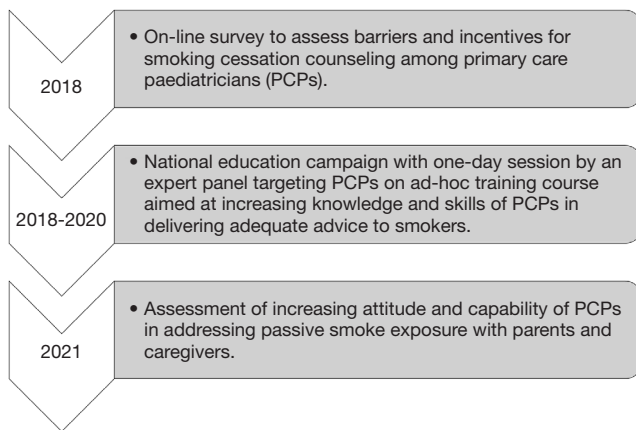 2018
• On-line survey to assess barriers and incentives for
smoking cessation counseling among primary care
paediatricians (PCPs).
2018-2020
• National education campaign with one-day session by an
expert panel targeting PCPs on ad-hoc training course
aimed at increasing knowledge and skills of PCPs in
delivering adequate advice to smokers.
2021
• Assessment of increasing attitude and capability of PCPs
in addressing passive smoke exposure with parents and
caregivers.